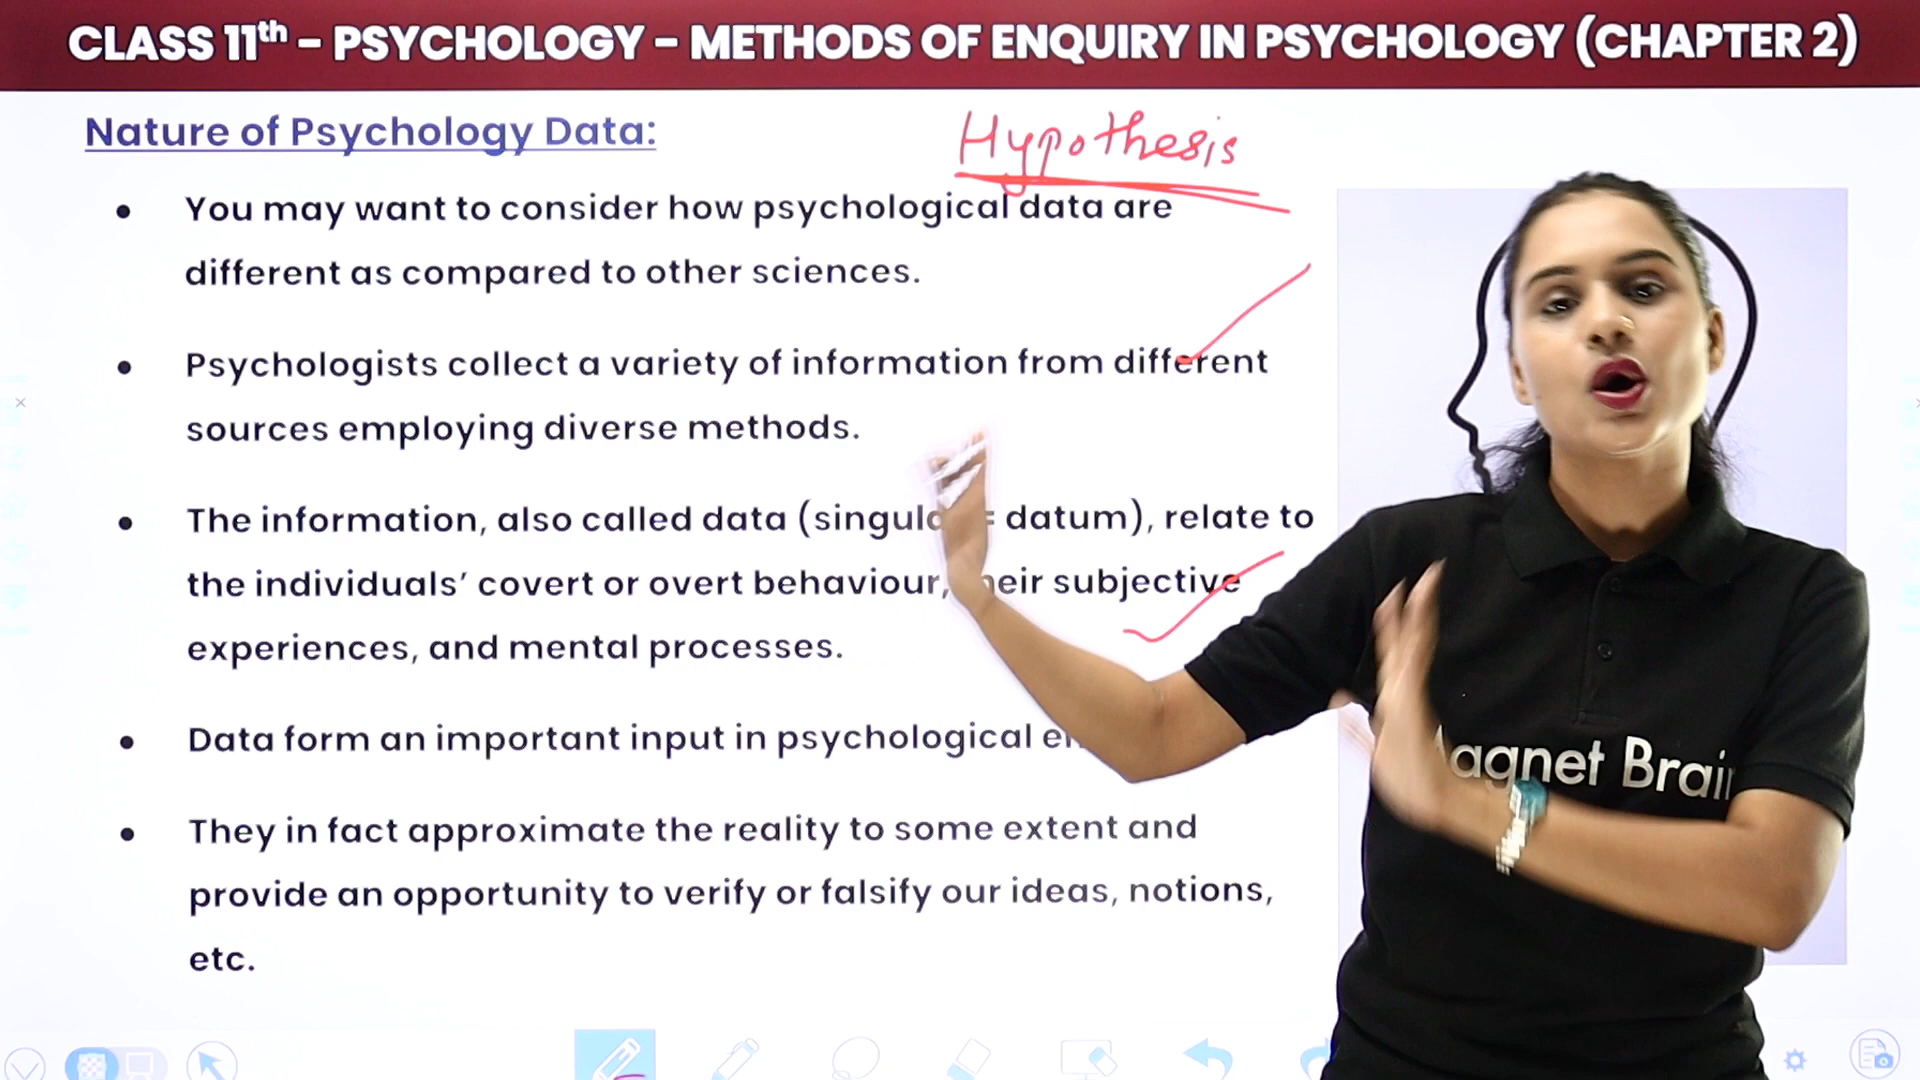 CLASS 11th – PSYCHOLOGY – METHODS OF ENQUIRY IN PSYCHOLOGY (CHAPTER 2)
Nature of Psychology Data:
Hypothesis
• You may want to consider how psychological data are
different as compared to other sciences.
• Psychologists collect a variety of information from different
sources employing diverse methods.
• The information, also called data (singul = datum), relate to
the individuals’ covert or overt behaviour, heir subjective
experiences, and mental processes.
• Data form an important input in psychological
• They in fact approximate the reality to some extent and
provide an opportunity to verify or falsify our ideas, notions,
etc.
agnet Brai